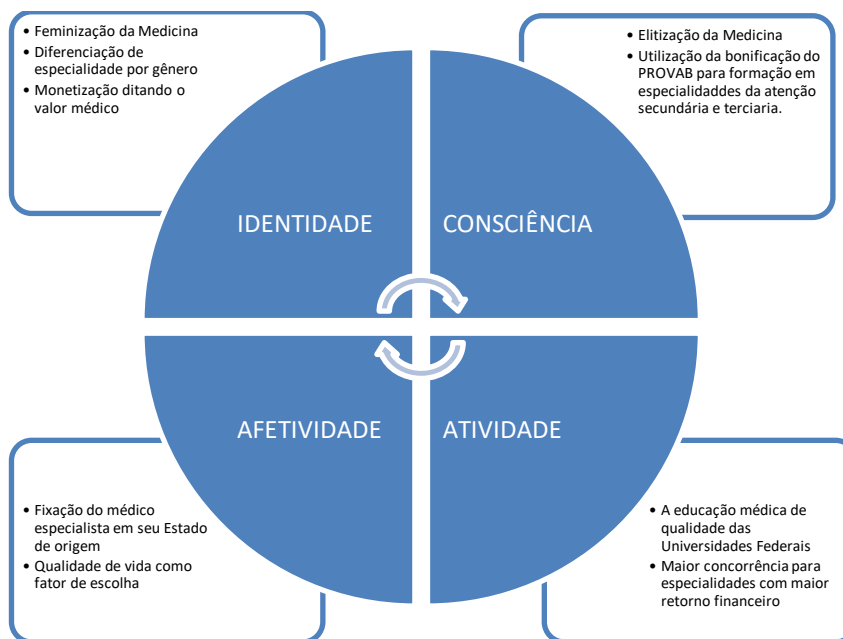 • Feminização da Medicina
• Diferenciação de
especialidade por gênero
• Monetização ditando o
valor médico
• Elitização da Medicina
• Utilização da bonificação do
PROVAB para formação em
especialidaddes da atenção
secundária e terciaria.
IDENTIDADE
CONSCIÊNCIA
AFETIVIDADE
ATIVIDADE
• Fixação do médico
especialista em seu Estado
de origem
• Qualidade de vida como
fator de escolha
• A educação médica de
qualidade das
Universidades Federais
• Maior concorrência para
especialidades com maior
retorno financeiro